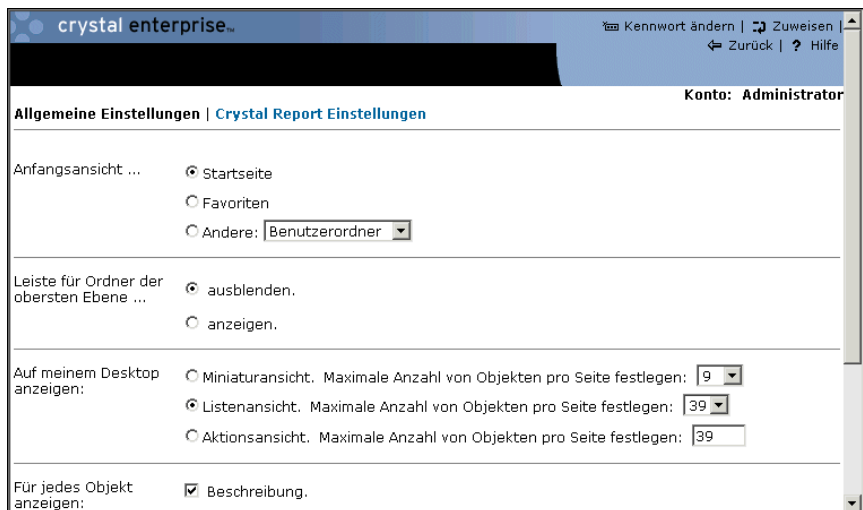 crystal enterprise™
Kennwort ändern | Zuweisen |
Zurück | ? Hilfe
Konto: Administrator
Allgemeine Einstellungen | Crystal Report Einstellungen
Anfangsansicht ...
Startseite
Favoriten
Andere: Benutzerordner
Leiste für Ordner der
obersten Ebene ...
ausblenden.
anzeigen.
Auf meinem Desktop
anzeigen:
Miniaturansicht. Maximale Anzahl von Objekten pro Seite festlegen: 9
Listenansicht. Maximale Anzahl von Objekten pro Seite festlegen: 39
Aktionsansicht. Maximale Anzahl von Objekten pro Seite festlegen: 39
Für jedes Objekt
anzeigen:
Beschreibung.